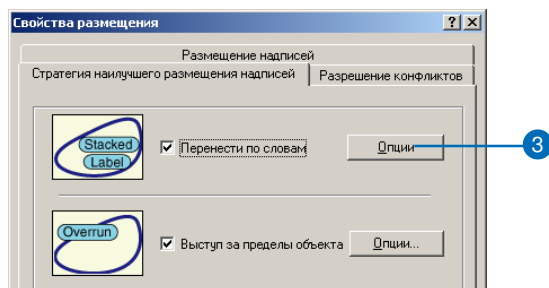 Свойства размещения
Размещение надписей
Стратегия наилучшего размещения надписей
Разрешение конфликтов
Stacked
Label
Перенести по словам
Опции
3
Overrun
Выступ за пределы объекта
Опции...